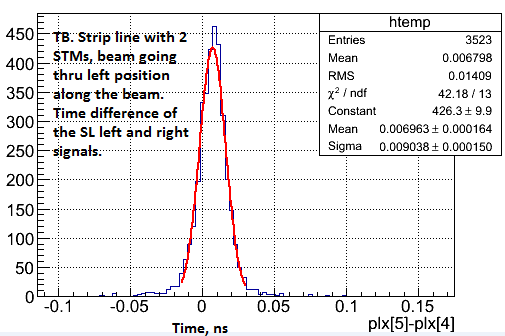 htemp
Entries 3523
Mean 0.006798
RMS 0.01409
χ² / ndf 42.18 / 13
Constant 426.3 ± 9.9
Mean 0.006963 ± 0.000164
Sigma 0.009038 ± 0.000150
TB. Strip line with 2
STMs, beam going
thru left position
along the beam.
Time difference of
the SL left and right
signals.
450
400
350
300
250
200
150
100
50
0
-0.1 -0.05 0 0.05 0.1 0.15
Time, ns
plx[5]-plx[4]